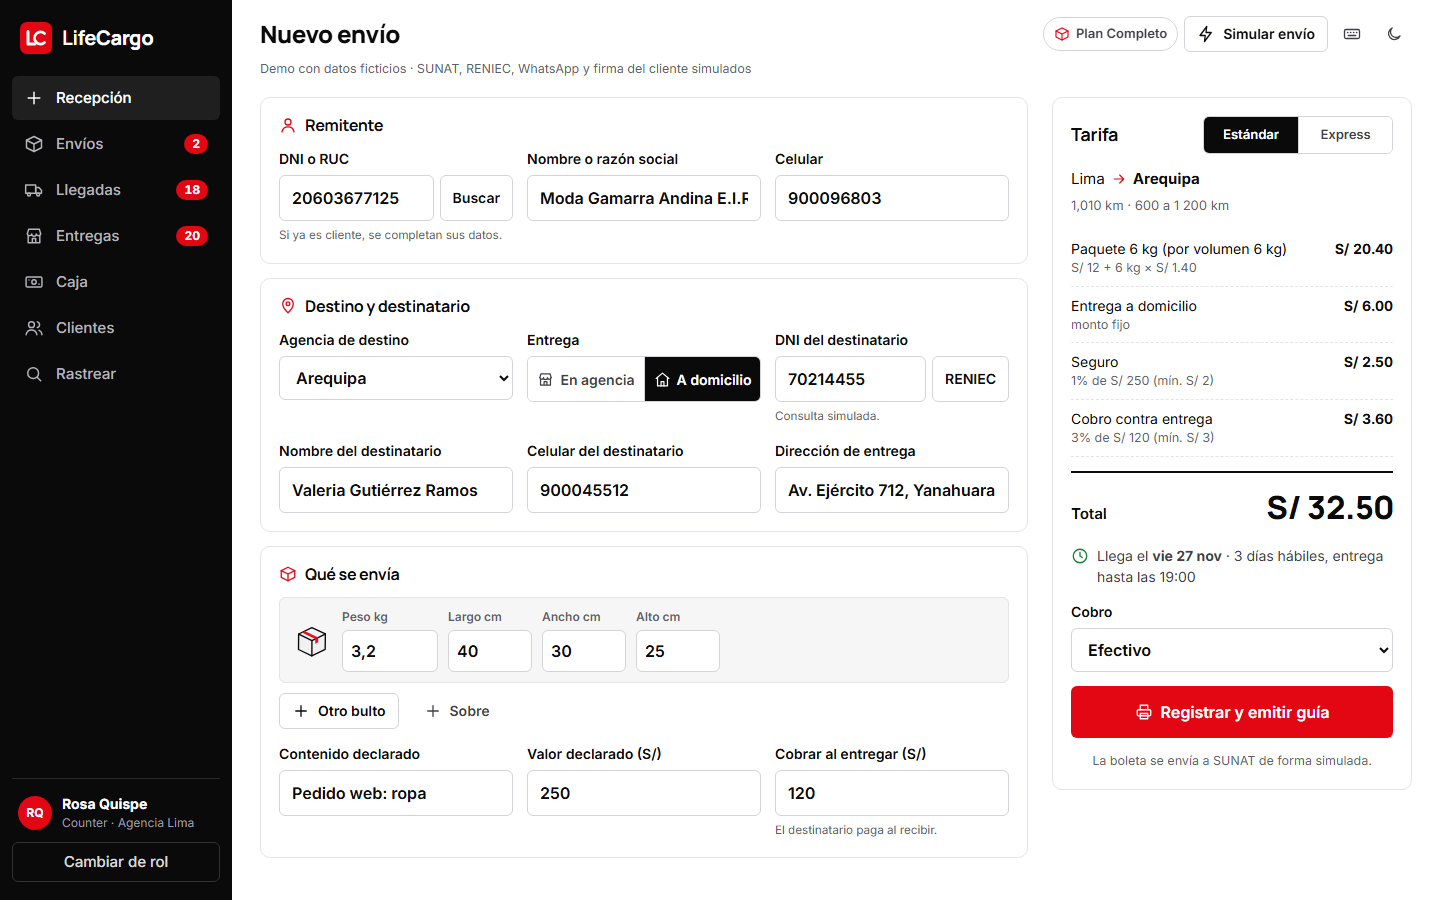 LC LifeCargo
Recepción
Envíos 2
Llegadas 18
Entregas 20
Caja
Clientes
Rastrear
RQ
Rosa Quispe
Counter · Agencia Lima
Cambiar de rol
Nuevo envío
Demo con datos ficticios · SUNAT, RENIEC, WhatsApp y firma del cliente simulados
Plan Completo
Simular envío
Remitente
DNI o RUC
Nombre o razón social
Celular
20603677125
Buscar
Moda Gamarra Andina E.I.R
900096803
Si ya es cliente, se completan sus datos.
Destino y destinatario
Agencia de destino
Entrega
DNI del destinatario
Arequipa
En agencia
A domicilio
70214455
RENIEC
Consulta simulada.
Nombre del destinatario
Celular del destinatario
Dirección de entrega
Valeria Gutiérrez Ramos
900045512
Av. Ejército 712, Yanahuara
Qué se envía
Peso kg
Largo cm
Ancho cm
Alto cm
3,2
40
30
25
Otro bulto
Sobre
Contenido declarado
Valor declarado (S/)
Cobrar al entregar (S/)
Pedido web: ropa
250
120
El destinatario paga al recibir.
Tarifa
Estándar
Express
Lima → Arequipa
1,010 km · 600 a 1 200 km
Paquete 6 kg (por volumen 6 kg) S/ 20.40
S/ 12 + 6 kg × S/ 1.40
Entrega a domicilio S/ 6.00
monto fijo
Seguro S/ 2.50
1% de S/ 250 (mín. S/ 2)
Cobro contra entrega S/ 3.60
3% de S/ 120 (mín. S/ 3)
Total S/ 32.50
Llega el vie 27 nov · 3 días hábiles, entrega
hasta las 19:00
Cobro
Efectivo
Registrar y emitir guía
La boleta se envía a SUNAT de forma simulada.